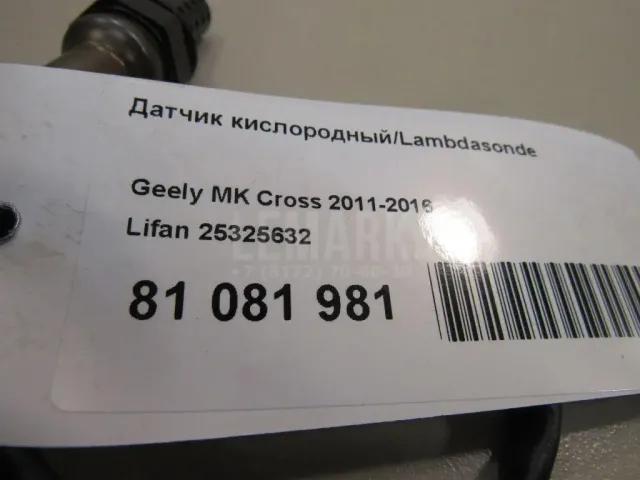 Датчик кислородный/Lambdasonde
Geely MK Cross 2011-2016
Lifan 25325632
81 081 981